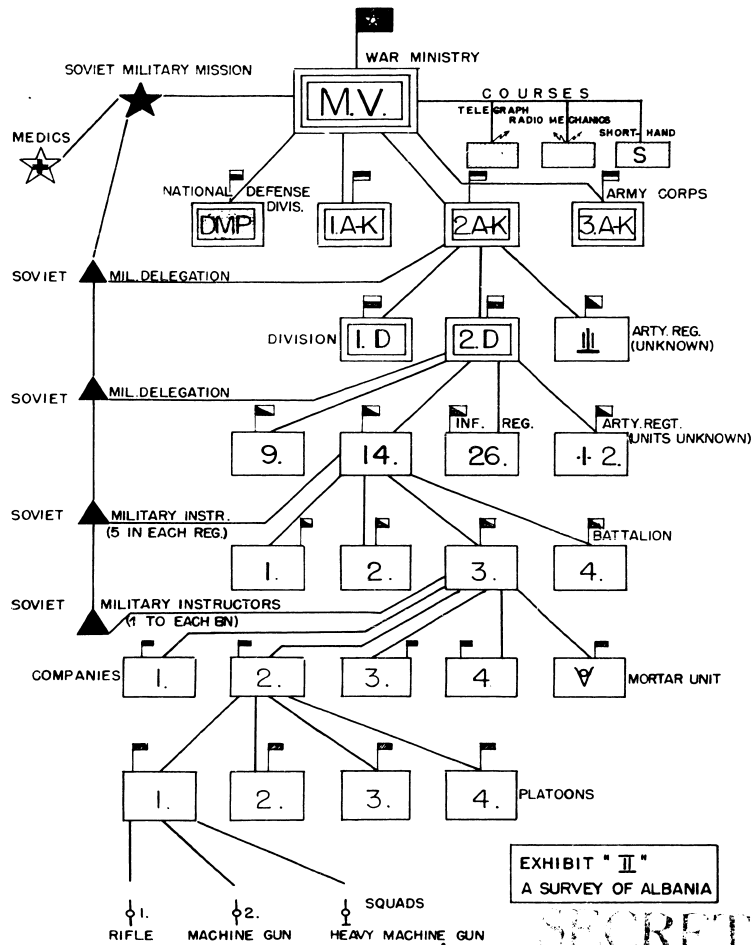 WAR MINISTRY
SOVIET MILITARY MISSION
M.V.
COURSES
TELEGRAPH
RADIO MECHANICS
SHORT-HAND
S
MEDICS
NATIONAL DEFENSE
DIVIS.
ARMY CORPS
DMP
1.A-K
2.A-K
3.A-K
SOVIET MIL. DELEGATION
DIVISION
1.D
2.D
ARTY. REG.
(UNKNOWN)
SOVIET MIL. DELEGATION
INF. REG.
ARTY. REGT.
(UNITS UNKNOWN)
9.
14.
26.
1 2.
SOVIET MILITARY INSTR.
(5 IN EACH REG.)
BATTALION
1.
2.
3.
4.
SOVIET MILITARY INSTRUCTORS
(1 TO EACH BN)
COMPANIES
1.
2.
3.
4
MORTAR UNIT
1.
2.
3.
4.
PLATOONS
EXHIBIT " II "
A SURVEY OF ALBANIA
SQUADS
1.
2.
RIFLE
MACHINE GUN
HEAVY MACHINE GUN
SECRET